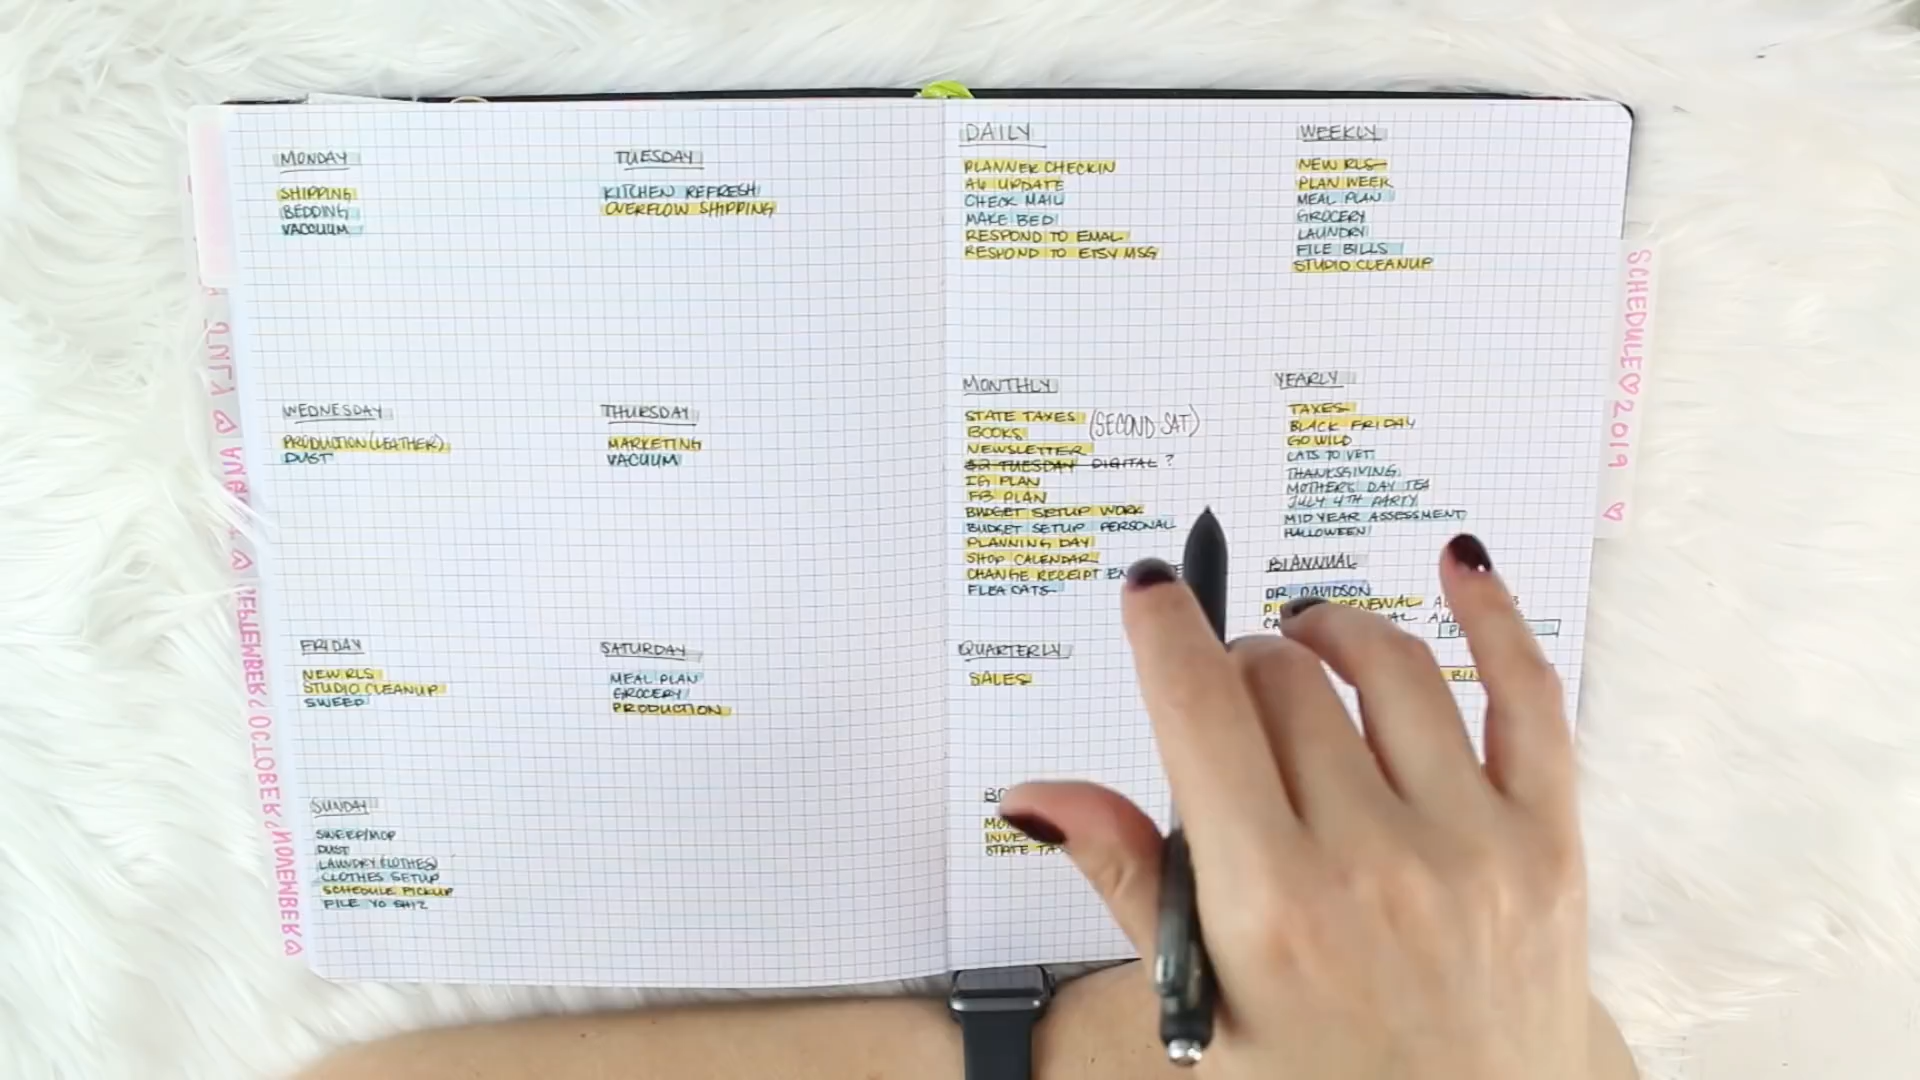 MONDAY
SHIPPING
BEDDING
VACUUM
TUESDAY
KITCHEN REFRESH
OVERFLOW SHIPPING
WEDNESDAY
PRODUCTION (LEATHER)
DUST
THURSDAY
MARKETING
VACUUM
FRIDAY
NEW RLS
STUDIO CLEANUP
SWEEP
SATURDAY
MEAL PLAN
GROCERY
PRODUCTION
SUNDAY
SWEEP/MOP
DUST
LAUNDRY (CLOTHES)
CLOTHES SETUP
SCHEDULE PICKUP
FILE YO SHIZ
DAILY
PLANNER CHECKIN
A6 UPDATE
CHECK MAIL
MAKE BED
RESPOND TO EMAL
RESPOND TO ETSY MSG
WEEKLY
NEW RLS
PLAN WEEK
MEAL PLAN
GROCERY
LAUNDRY
FILE BILLS
STUDIO CLEANUP
MONTHLY
STATE TAXES (SECOND SAT)
BOOKS
NEWSLETTER
$2 TUESDAY DIGITAL ?
IG PLAN
FB PLAN
BUDGET SETUP WORK
BUDGET SETUP PERSONAL
PLANNING DAY
SHOP CALENDAR
CHANGE RECEIPT
FLEA CATS
YEARLY
TAXES
BLACK FRIDAY
GO WILD
CATS TO VET
THANKSGIVING
MOTHER'S DAY TEA
JULY 4TH PARTY
MID YEAR ASSESSMENT
HALLOWEEN
BIANNUAL
DR. DAVIDSON
QUARTERLY
SALES
STATE
SCHEDULE♡2019 ♡
SEPTEMBER
OCTOBER
NOVEMBER